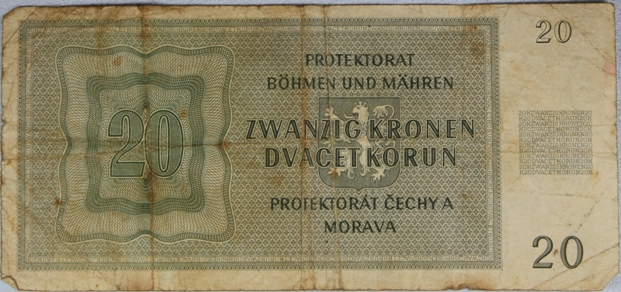 20
PROTEKTORAT
BÖHMEN UND MÄHREN
20
ZWANZIG KRONEN
DVACET KORUN
PROTEKTORÁT ČECHY A
MORAVA
20